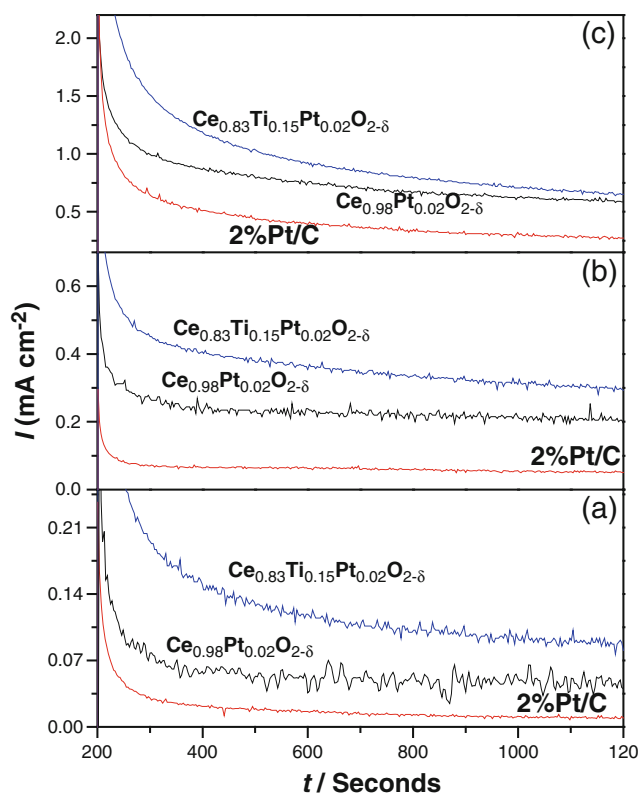 (c)
2.0
1.5
1.0
0.5
Ce0.83Ti0.15Pt0.02O2-δ
Ce0.98Pt0.02O2-δ
2%Pt/C
(b)
0.6
0.4
0.2
0.0
Ce0.83Ti0.15Pt0.02O2-δ
Ce0.98Pt0.02O2-δ
2%Pt/C
I (mA cm-2)
(a)
0.21
0.14
0.07
0.00
Ce0.83Ti0.15Pt0.02O2-δ
Ce0.98Pt0.02O2-δ
2%Pt/C
200 400 600 800 1000 120
t / Seconds